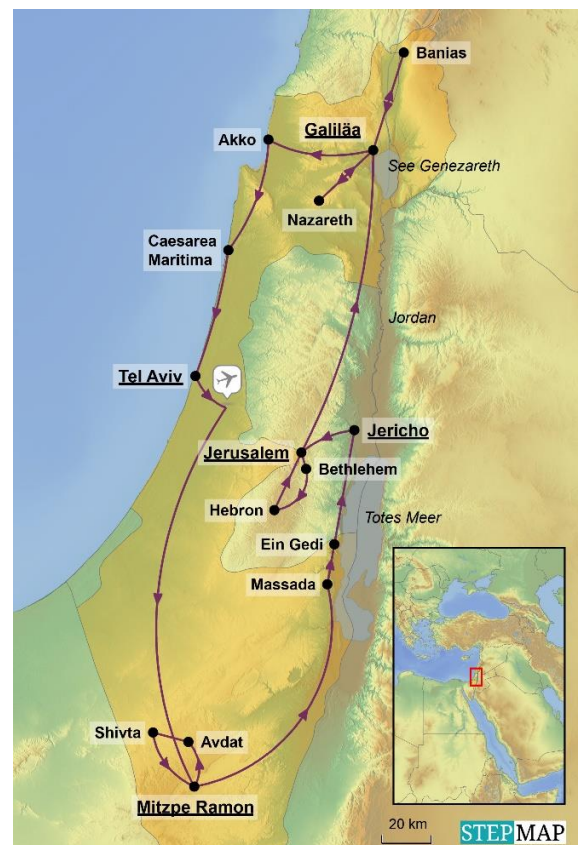 Banias
Galiläa
Akko
See Genezareth
Nazareth
Caesarea
Maritima
Jordan
Tel Aviv
Jericho
Jerusalem
Bethlehem
Hebron
Totes Meer
Ein Gedi
Massada
Shivta
Avdat
Mitzpe Ramon
20 km
STEPMAP